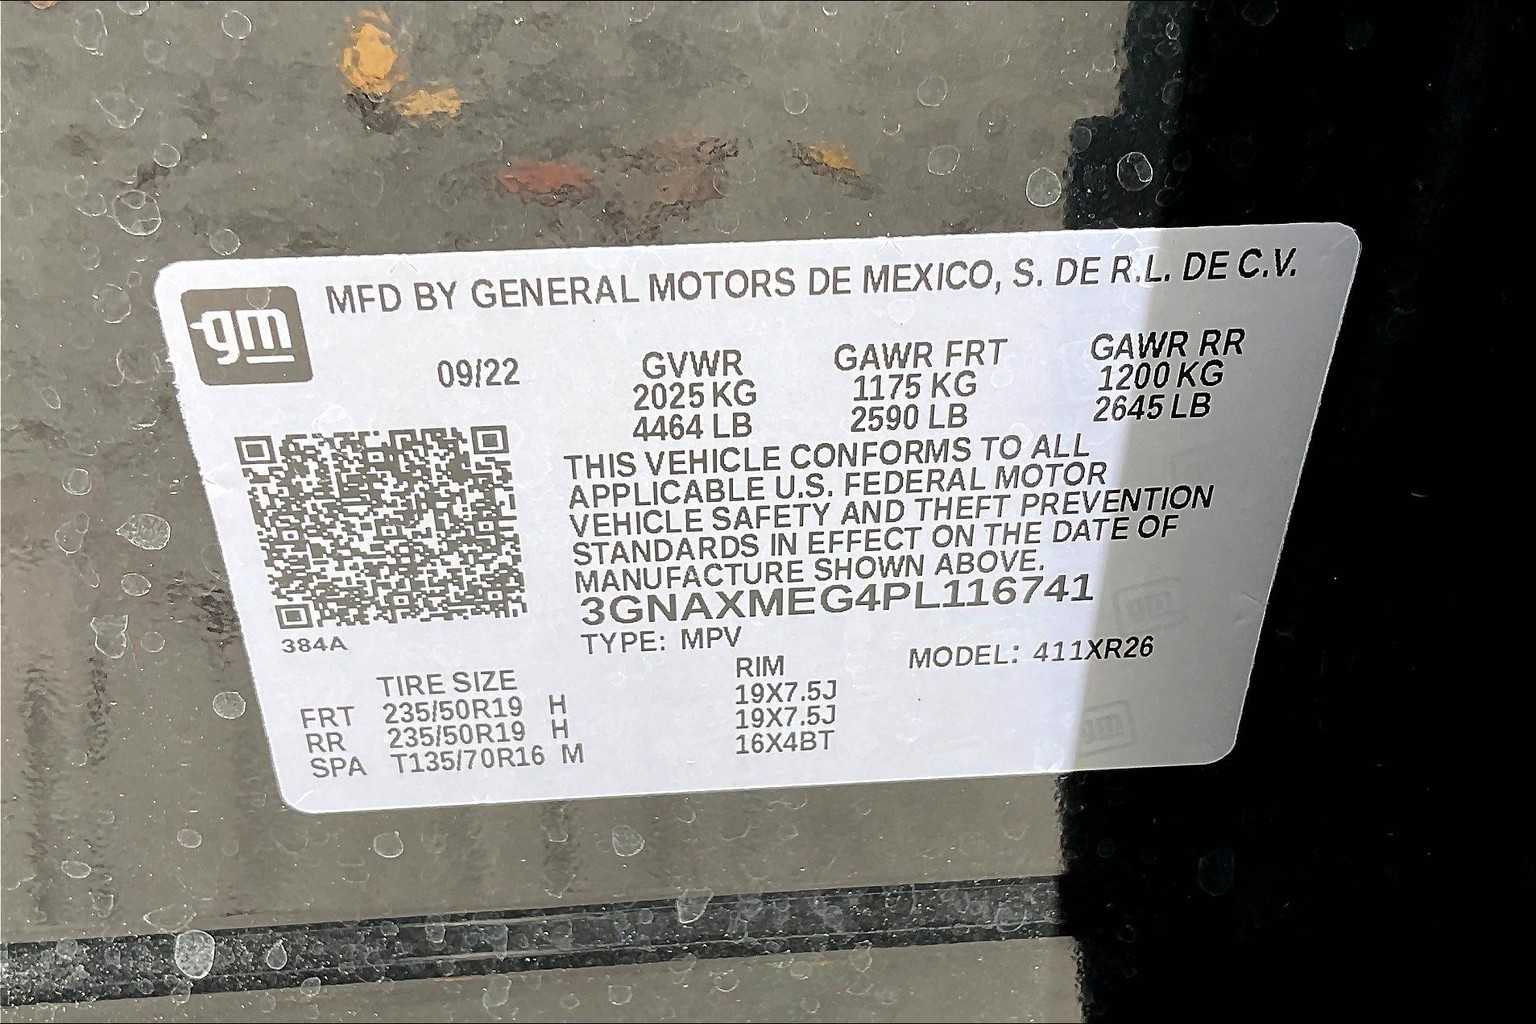 gm
MFD BY GENERAL MOTORS DE MEXICO, S. DE R.L. DE C.V.
09/22
GVWR GAWR FRT GAWR RR
2025 KG 1175 KG 1200 KG
4464 LB 2590 LB 2645 LB
THIS VEHICLE CONFORMS TO ALL
APPLICABLE U.S. FEDERAL MOTOR
VEHICLE SAFETY AND THEFT PREVENTION
STANDARDS IN EFFECT ON THE DATE OF
MANUFACTURE SHOWN ABOVE.
3GNAXMEG4PL116741
384A
TYPE: MPV
MODEL: 411XR26
TIRE SIZE RIM
FRT 235/50R19 H 19X7.5J
RR 235/50R19 H 19X7.5J
SPA T135/70R16 M 16X4BT
gm
gm